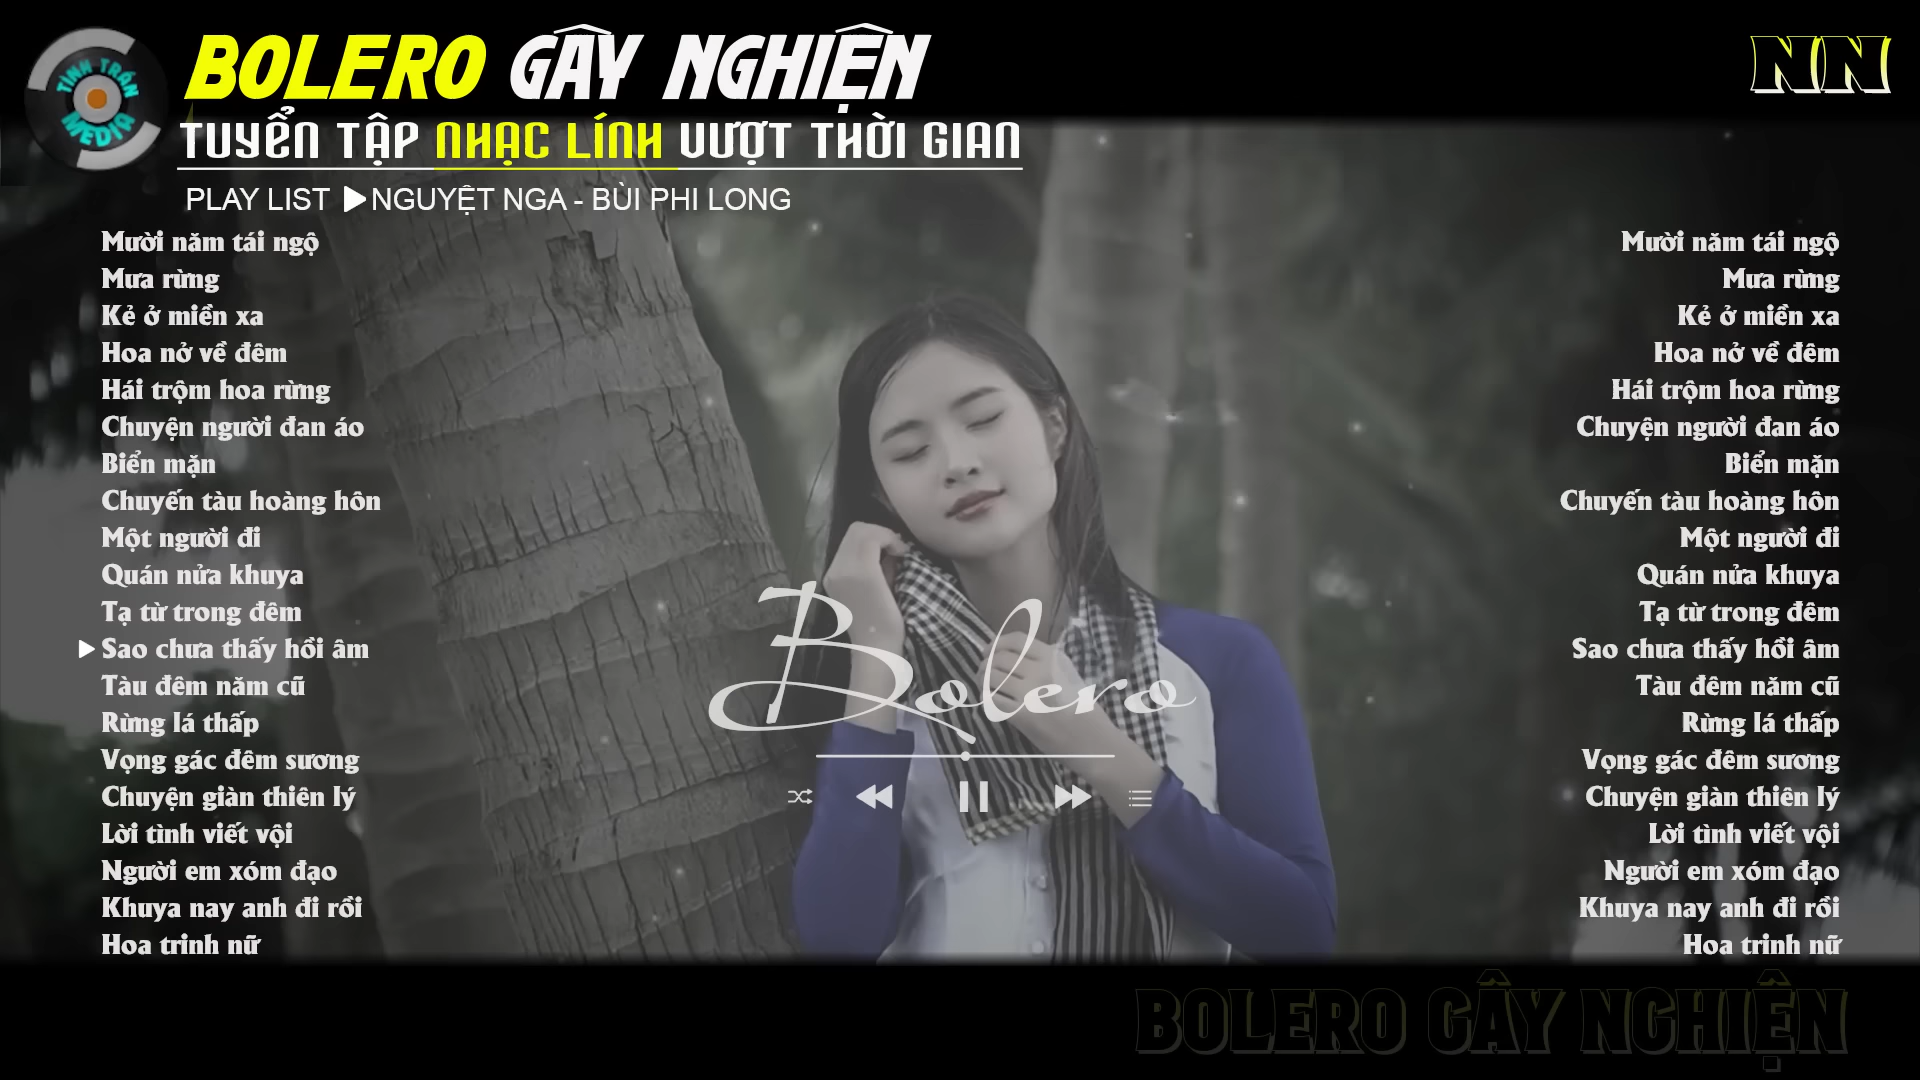 TÌNH TRẦN
MEDIA
BOLERO GÂY NGHIỆN
NN
TUYỂN TẬP NHẠC LÍNH VƯỢT THỜI GIAN
PLAY LIST ▶NGUYỆT NGA - BÙI PHI LONG
Mười năm tái ngộ
Mưa rừng
Kẻ ở miền xa
Hoa nở về đêm
Hái trộm hoa rừng
Chuyện người đan áo
Biển mặn
Chuyến tàu hoàng hôn
Một người đi
Quán nửa khuya
Tạ từ trong đêm
Sao chưa thấy hồi âm
Tàu đêm năm cũ
Rừng lá thấp
Vọng gác đêm sương
Chuyện giàn thiên lý
Lời tình viết vội
Người em xóm đạo
Khuya nay anh đi rồi
Hoa trinh nữ
Bolero
Mười năm tái ngộ
Mưa rừng
Kẻ ở miền xa
Hoa nở về đêm
Hái trộm hoa rừng
Chuyện người đan áo
Biển mặn
Chuyến tàu hoàng hôn
Một người đi
Quán nửa khuya
Tạ từ trong đêm
Sao chưa thấy hồi âm
Tàu đêm năm cũ
Rừng lá thấp
Vọng gác đêm sương
Chuyện giàn thiên lý
Lời tình viết vội
Người em xóm đạo
Khuya nay anh đi rồi
Hoa trinh nữ
BOLERO GÂY NGHIỆN